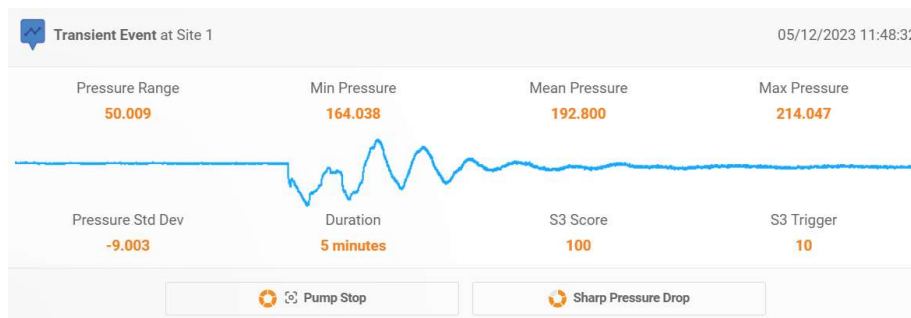 Transient Event at Site 1
05/12/2023 11:48:32
Pressure Range
Min Pressure
Mean Pressure
Max Pressure
50.009
164.038
192.800
214.047
Pressure Std Dev
Duration
S3 Score
S3 Trigger
-9.003
5 minutes
100
10
Pump Stop
Sharp Pressure Drop